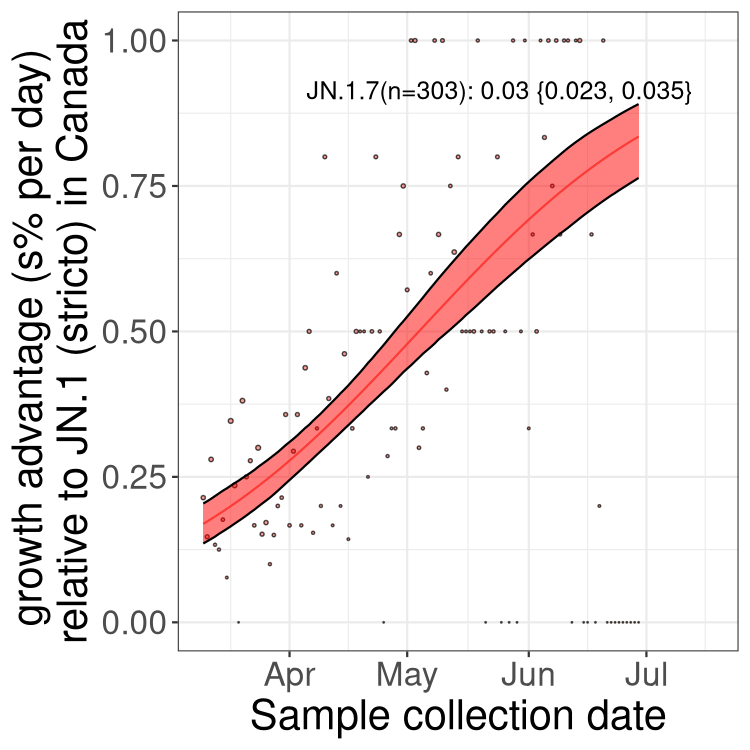 growth advantage (s% per day)
relative to JN.1 (stricto) in Canada
1.00
0.75
0.50
0.25
0.00
JN.1.7(n=303): 0.03 {0.023, 0.035}
Apr May Jun Jul
Sample collection date